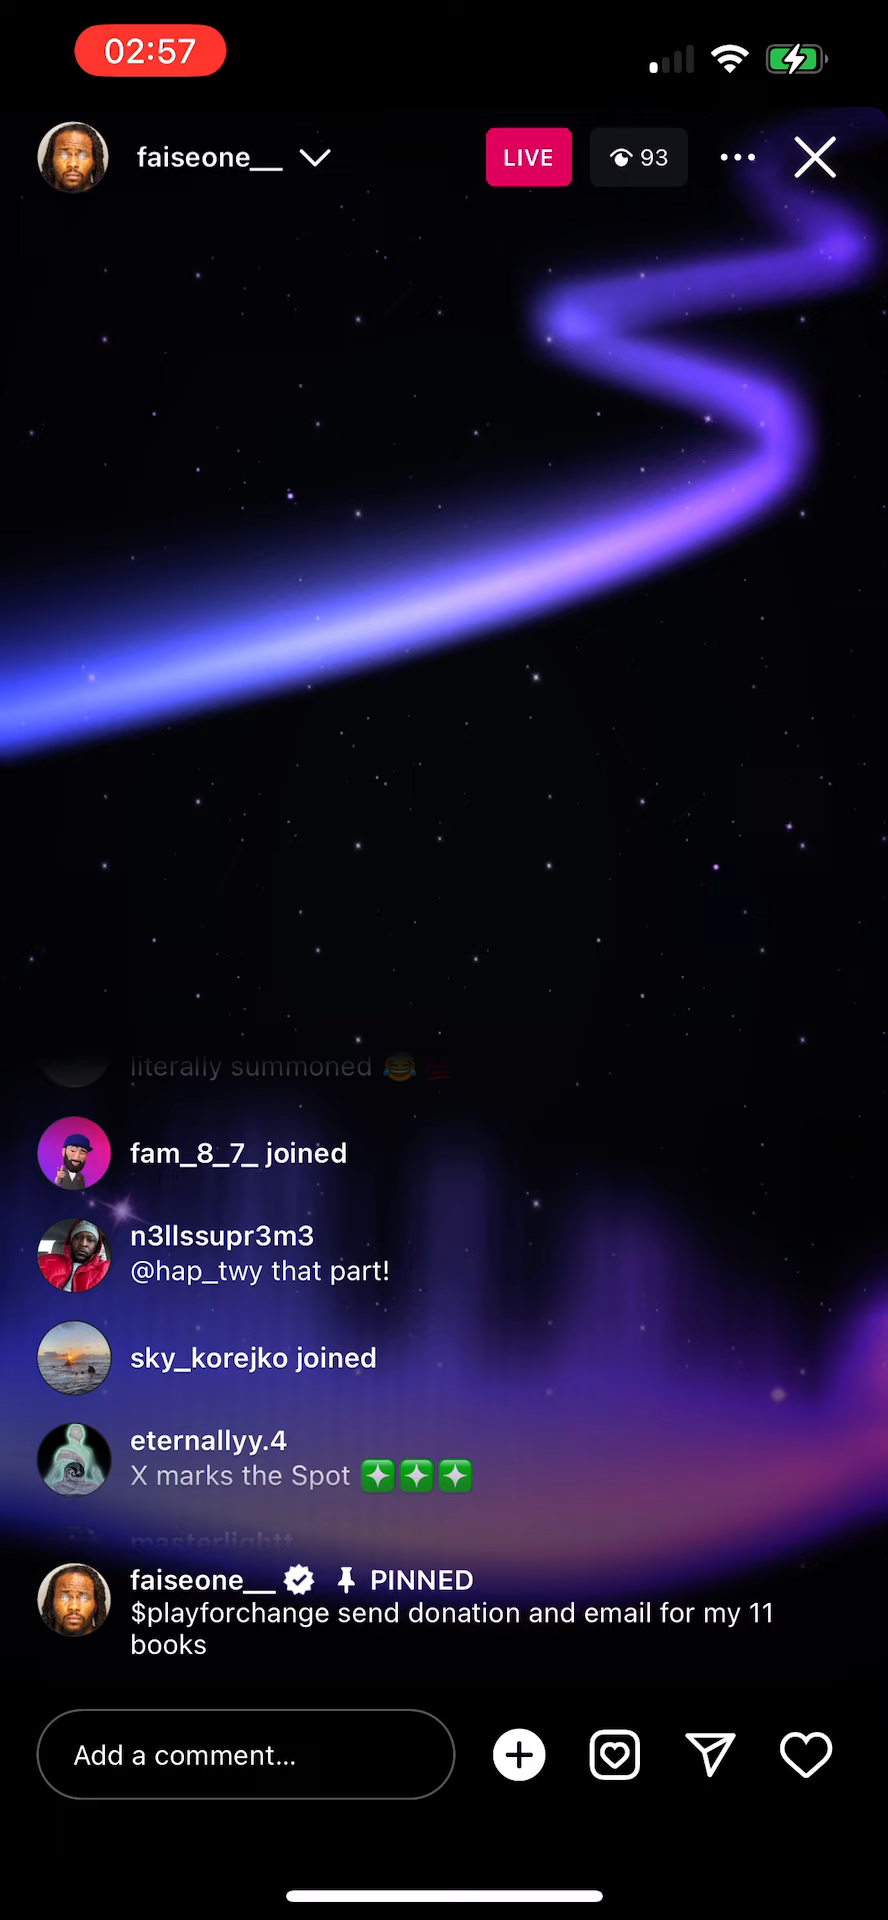 02:57
faiseone__
LIVE
93
literally summoned 😂
fam_8_7_ joined
n3llssupr3m3
@hap_twy that part!
sky_korejko joined
eternallyy.4
X marks the Spot ❇️❇️❇️
masterlightt
faiseone__ PINNED
$playforchange send donation and email for my 11
books
Add a comment...